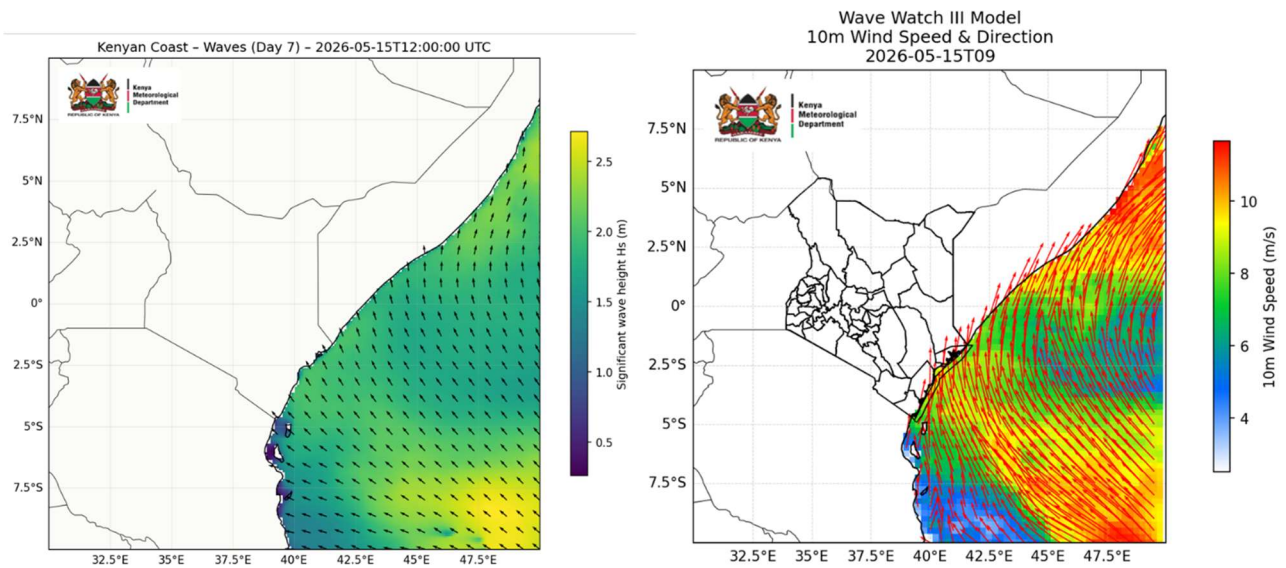 Kenyan Coast – Waves (Day 7) – 2026-05-15T12:00:00 UTC
Kenya
Meteorological
Department
REPUBLIC OF KENYA
7.5°N
5°N
2.5°N
0°
2.5°S
5°S
7.5°S
32.5°E 35°E 37.5°E 40°E 42.5°E 45°E 47.5°E
2.5
2.0
1.5
1.0
0.5
Significant wave height Hs (m)
Wave Watch III Model
10m Wind Speed & Direction
2026-05-15T09
Kenya
Meteorological
Department
REPUBLIC OF KENYA
7.5°N
5°N
2.5°N
0°
2.5°S
5°S
7.5°S
32.5°E 35°E 37.5°E 40°E 42.5°E 45°E 47.5°E
10
8
6
4
10m Wind Speed (m/s)